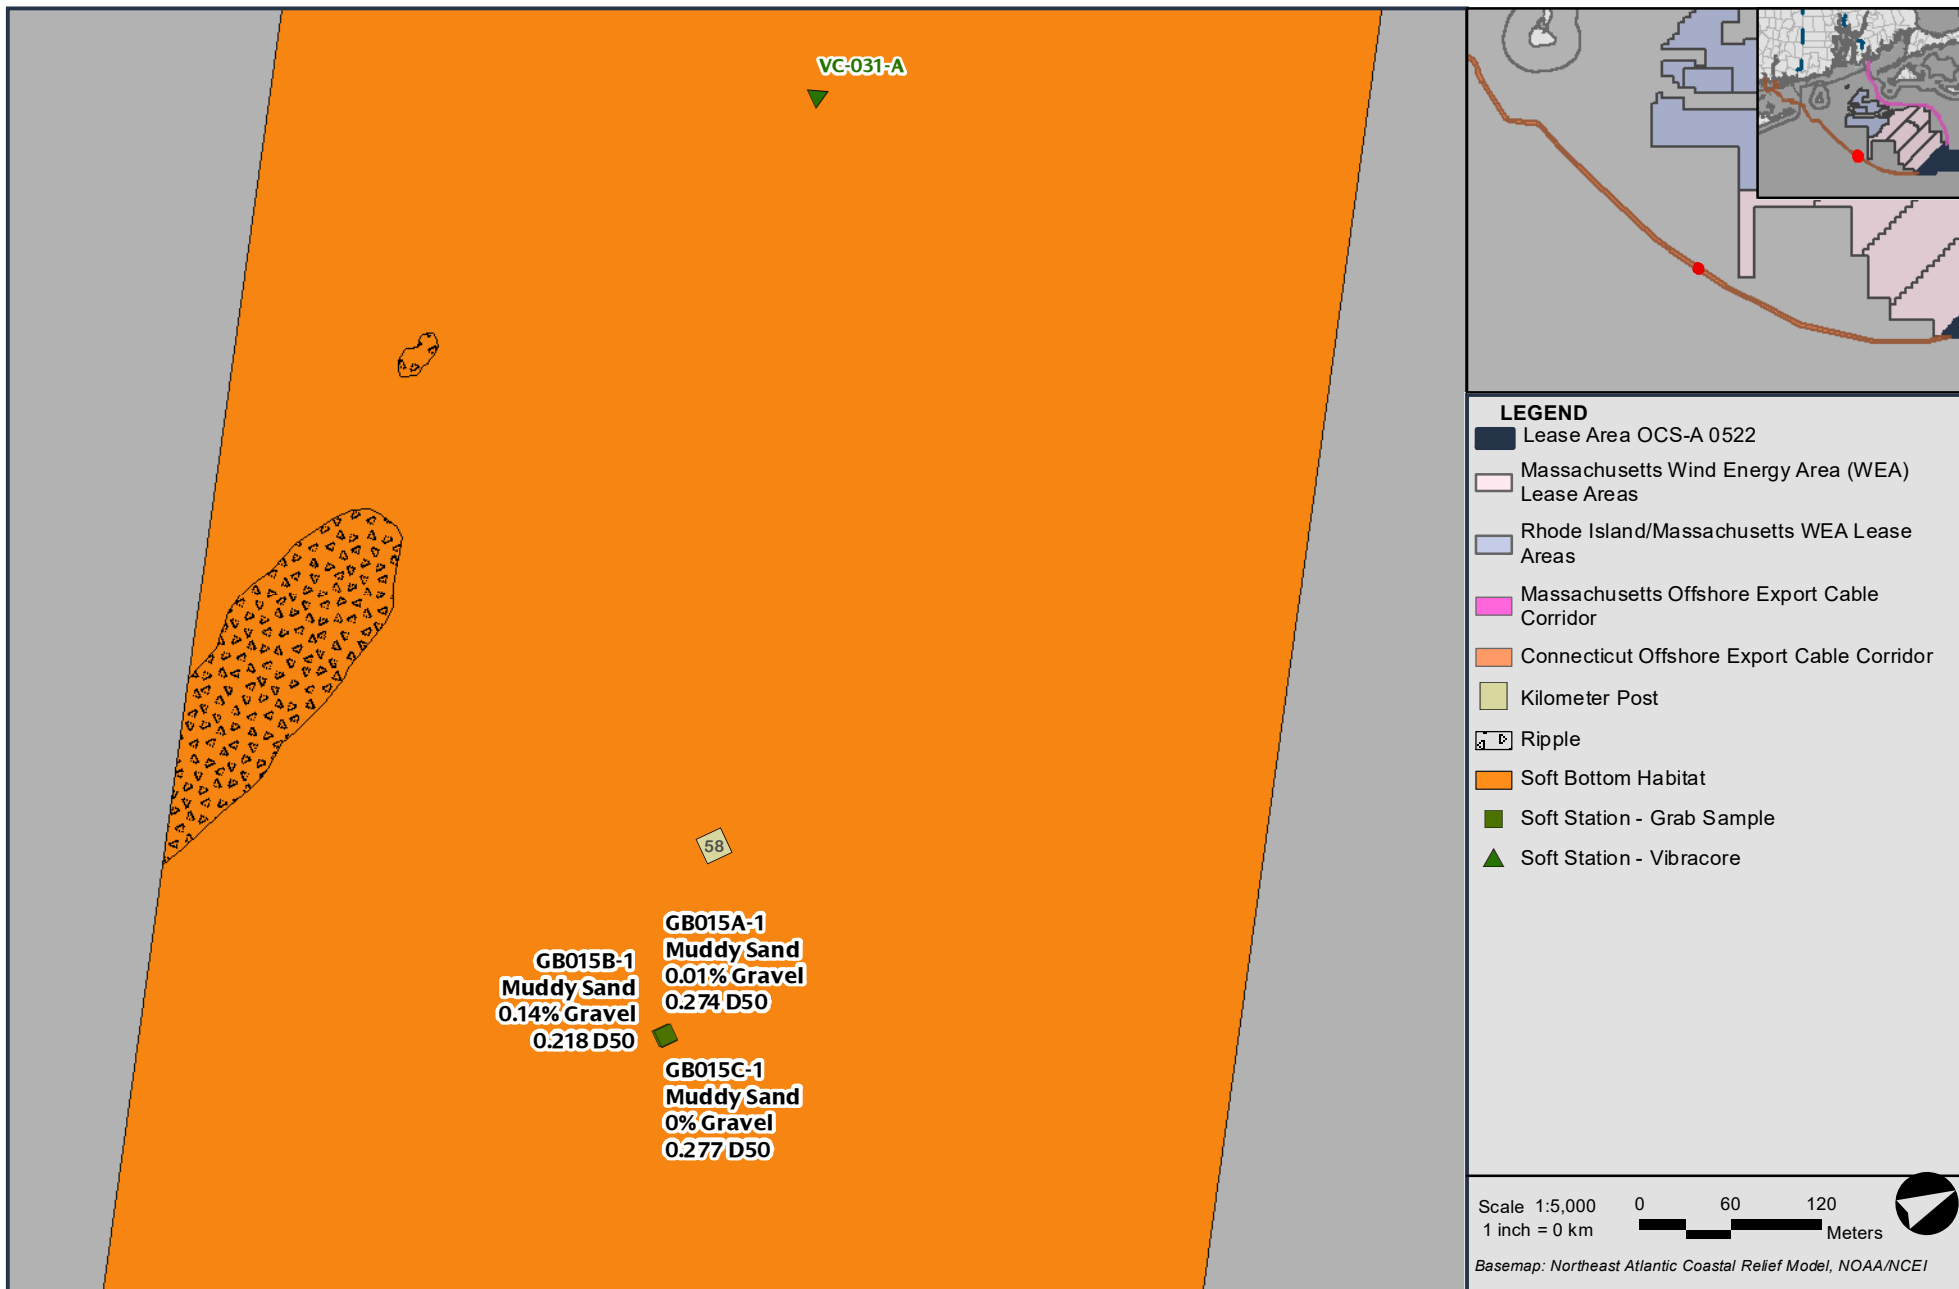 VC-031-A
58
GB015A-1
Muddy Sand
0.01% Gravel
0.274 D50
GB015B-1
Muddy Sand
0.14% Gravel
0.218 D50
GB015C-1
Muddy Sand
0% Gravel
0.277 D50
LEGEND
Lease Area OCS-A 0522
Massachusetts Wind Energy Area (WEA)
Lease Areas
Rhode Island/Massachusetts WEA Lease
Areas
Massachusetts Offshore Export Cable
Corridor
Connecticut Offshore Export Cable Corridor
Kilometer Post
Ripple
Soft Bottom Habitat
Soft Station - Grab Sample
Soft Station - Vibracore
Scale 1:5,000
1 inch = 0 km
0 60 120
Meters
Basemap: Northeast Atlantic Coastal Relief Model, NOAA/NCEI